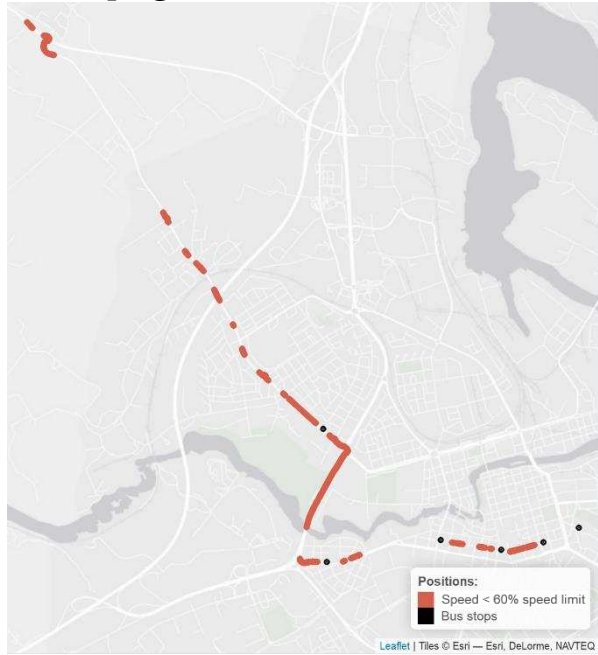 Positions:
Speed < 60% speed limit
Bus stops
Leaflet | Tiles © Esri — Esri, DeLorme, NAVTEQ